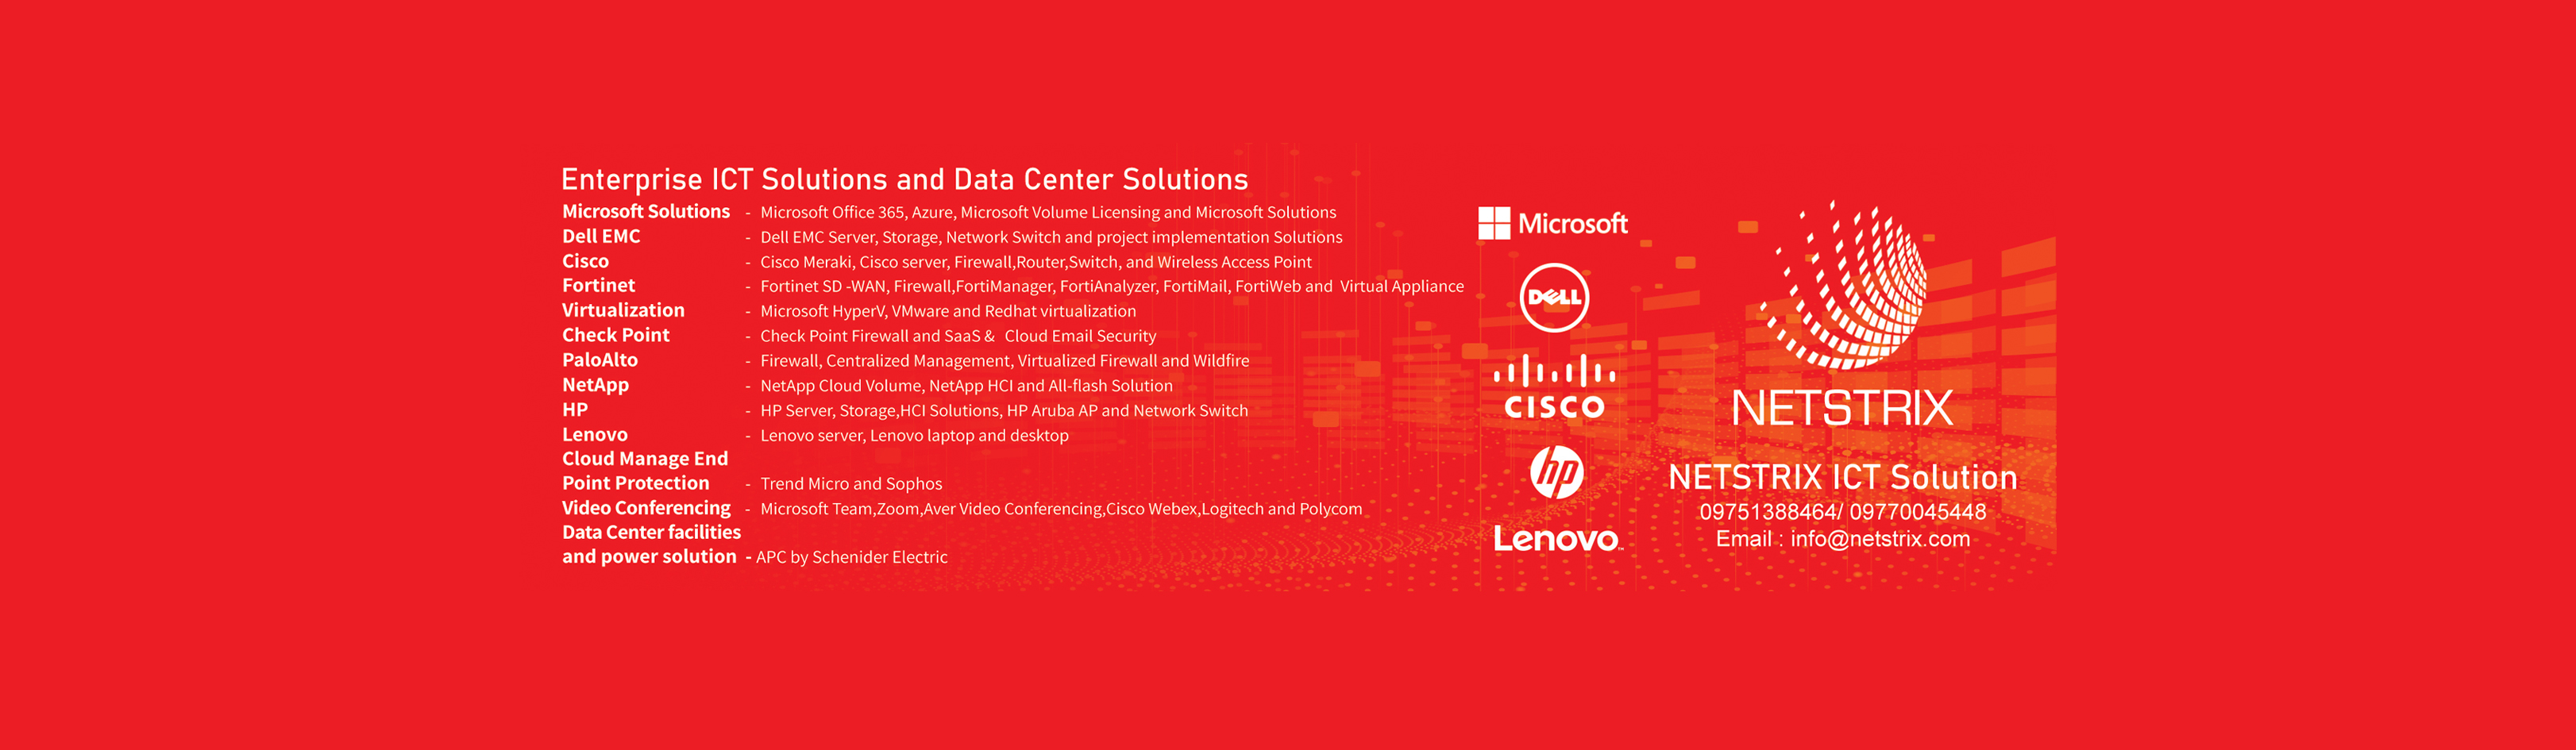 Enterprise ICT Solutions and Data Center Solutions
Microsoft Solutions - Microsoft Office 365, Azure, Microsoft Volume Licensing and Microsoft Solutions
Dell EMC - Dell EMC Server, Storage, Network Switch and project implementation Solutions
Cisco - Cisco Meraki, Cisco server, Firewall,Router,Switch, and Wireless Access Point
Fortinet - Fortinet SD -WAN, Firewall,FortiManager, FortiAnalyzer, FortiMail, FortiWeb and Virtual Appliance
Virtualization - Microsoft HyperV, VMware and Redhat virtualization
Check Point - Check Point Firewall and SaaS & Cloud Email Security
PaloAlto - Firewall, Centralized Management, Virtualized Firewall and Wildfire
NetApp - NetApp Cloud Volume, NetApp HCI and All-flash Solution
HP - HP Server, Storage,HCI Solutions, HP Aruba AP and Network Switch
Lenovo - Lenovo server, Lenovo laptop and desktop
Cloud Manage End
Point Protection - Trend Micro and Sophos
Video Conferencing - Microsoft Team,Zoom,Aver Video Conferencing,Cisco Webex,Logitech and Polycom
Data Center facilities
and power solution - APC by Schenider Electric
Microsoft
DELL
CISCO
hp
Lenovo
NETSTRIX
NETSTRIX ICT Solution
09751388464/ 09770045448
Email : info@netstrix.com